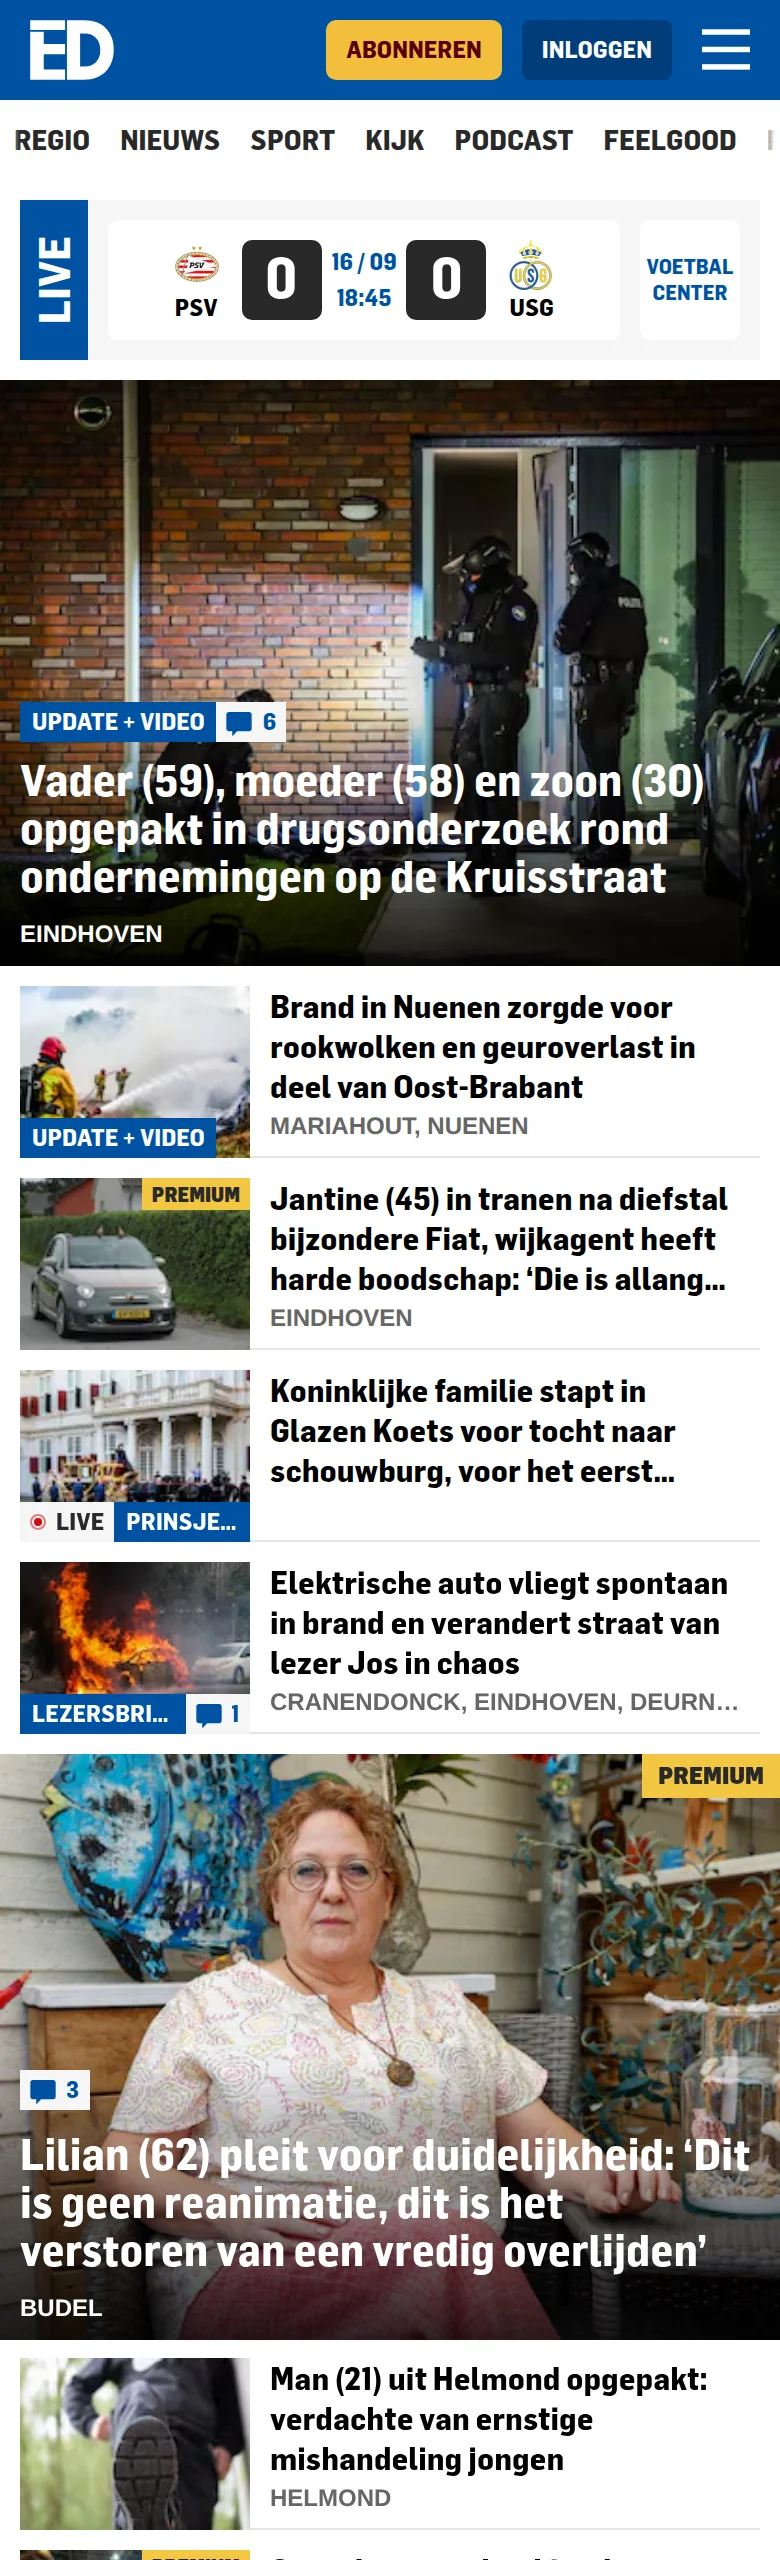 ED
ABONNEREN
INLOGGEN
REGIO NIEUWS SPORT KIJK PODCAST FEELGOOD
LIVE
PSV
0
16 / 09
18:45
0
USG
PSV
USG
VOETBAL
CENTER
POLITIE
UPDATE + VIDEO
6
Vader (59), moeder (58) en zoon (30)
opgepakt in drugsonderzoek rond
ondernemingen op de Kruisstraat
EINDHOVEN
UPDATE + VIDEO
Brand in Nuenen zorgde voor
rookwolken en geuroverlast in
deel van Oost-Brabant
MARIAHOUT, NUENEN
PREMIUM
Jantine (45) in tranen na diefstal
bijzondere Fiat, wijkagent heeft
harde boodschap: ‘Die is allang...
EINDHOVEN
LIVE
PRINSJE...
Koninklijke familie stapt in
Glazen Koets voor tocht naar
schouwburg, voor het eerst...
LEZERSBRI...
1
Elektrische auto vliegt spontaan
in brand en verandert straat van
lezer Jos in chaos
CRANENDONCK, EINDHOVEN, DEURN...
PREMIUM
3
Lilian (62) pleit voor duidelijkheid: ‘Dit
is geen reanimatie, dit is het
verstoren van een vredig overlijden’
BUDEL
Man (21) uit Helmond opgepakt:
verdachte van ernstige
mishandeling jongen
HELMOND